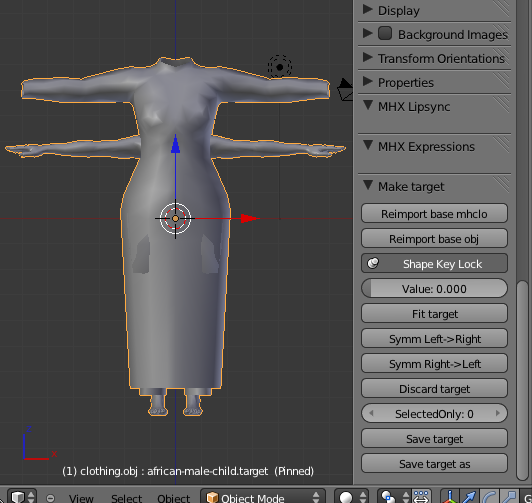 Display
Background Images
Transform Orientations
Properties
MHX Lipsync
MHX Expressions
Make target
Reimport base mhclo
Reimport base obj
Shape Key Lock
Value: 0.000
Fit target
Symm Left->Right
Symm Right->Left
Discard target
SelectedOnly: 0
Save target
Save target as
(1) clothing.obj : african-male-child.target (Pinned)
View Select Object Object Mode